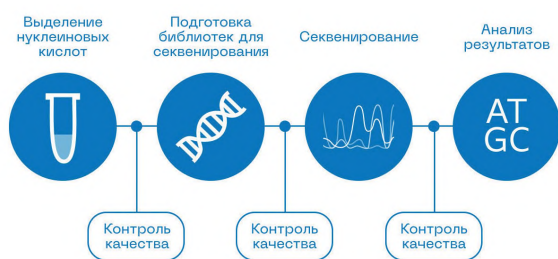 Выделение
нуклеиновых
кислот
Подготовка
библиотек для
секвенирования
Секвенирование
Анализ
результатов
AT
GC
Контроль
качества
Контроль
качества
Контроль
качества